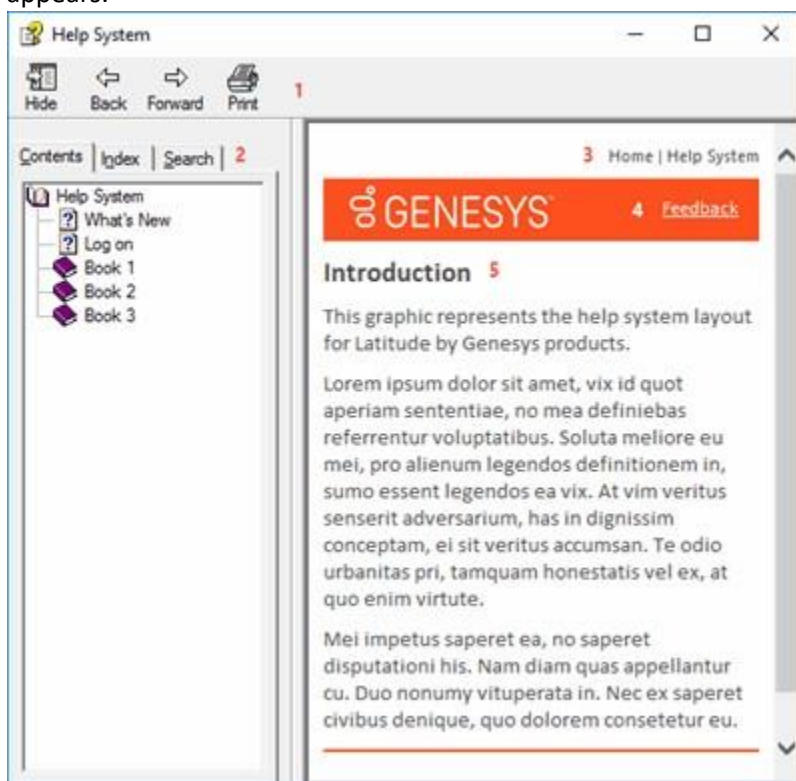 appears.
Help System
Hide Back Forward Print 1
Contents Index Search 2
Help System
What's New
Log on
Book 1
Book 2
Book 3
3 Home | Help System
GENESYS™ 4 Feedback
Introduction 5
This graphic represents the help system layout
for Latitude by Genesys products.
Lorem ipsum dolor sit amet, vix id quot
aperiam sententiae, no mea definiebas
referrentur voluptatibus. Soluta meliore eu
mei, pro alienum legendos definitionem in,
sumo essent legendos ea vix. At vim veritus
senserit adversarium, has in dignissim
conceptam, ei sit veritus accumsan. Te odio
urbanitas pri, tamquam honestatis vel ex, at
quo enim virtute.
Mei impetus saperet ea, no saperet
disputationi his. Nam diam quas appellantur
cu. Duo nonumy vituperata in. Nec ex saperet
civibus denique, quo dolorem consetetur eu.